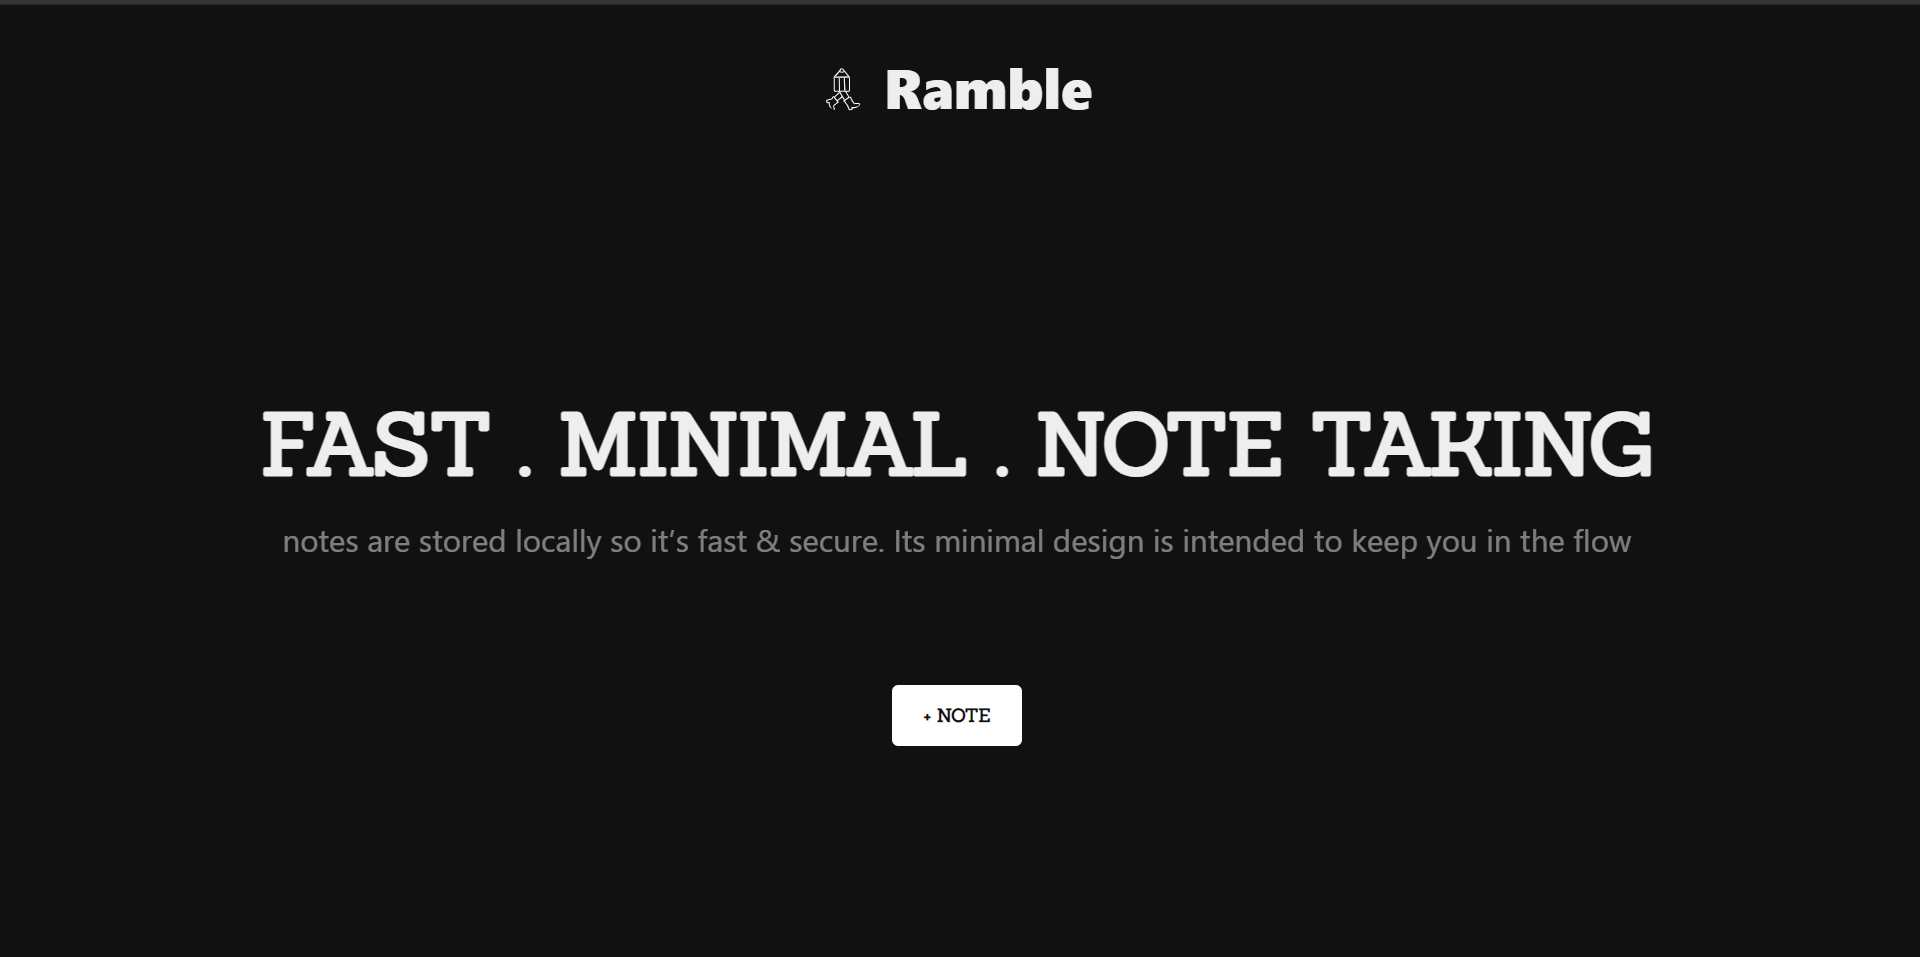 Ramble
FAST . MINIMAL . NOTE TAKING
notes are stored locally so it’s fast & secure. Its minimal design is intended to keep you in the flow
+ NOTE